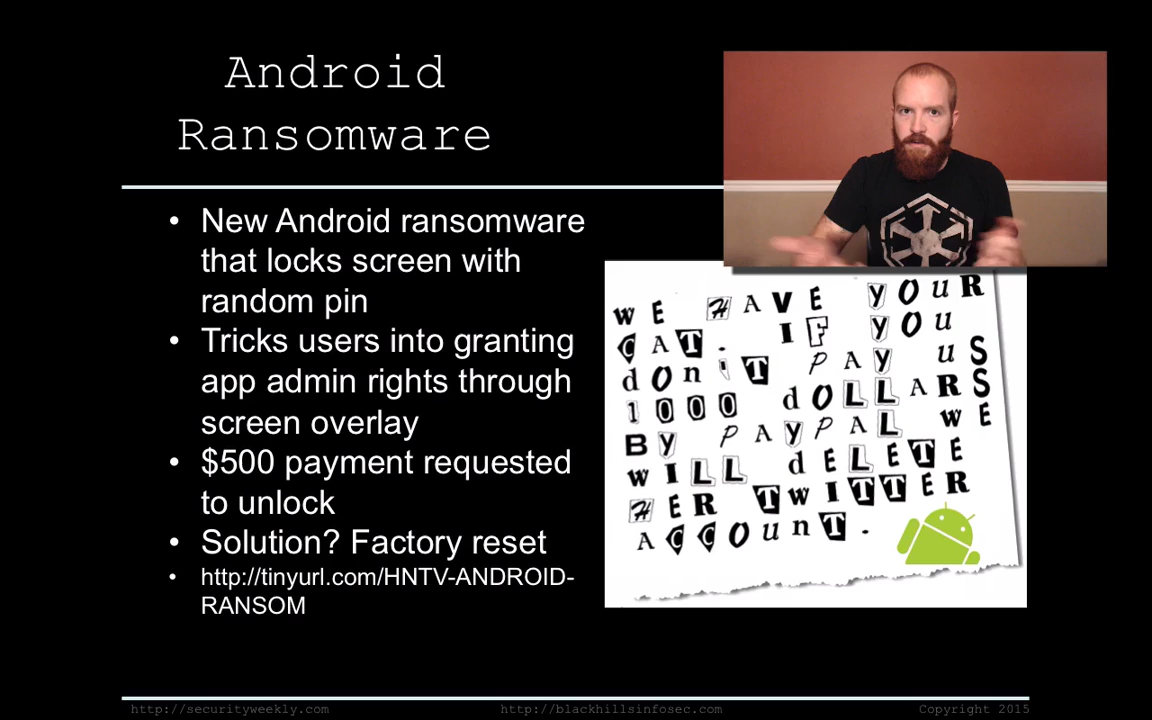 Android
Ransomware
• New Android ransomware
that locks screen with
random pin
• Tricks users into granting
app admin rights through
screen overlay
• $500 payment requested
to unlock
• Solution? Factory reset
• http://tinyurl.com/HNTV-ANDROID-
RANSOM
WE HAVE YOuR
CAT. IF YOu
dOn'T PAY uS
1000 dOLLARS
BY PAYPAL WE
WILL dELETE
HER TWITTER
ACCOunT.
http://securityweekly.com
http://blackhillsinfosec.com
Copyright 2015